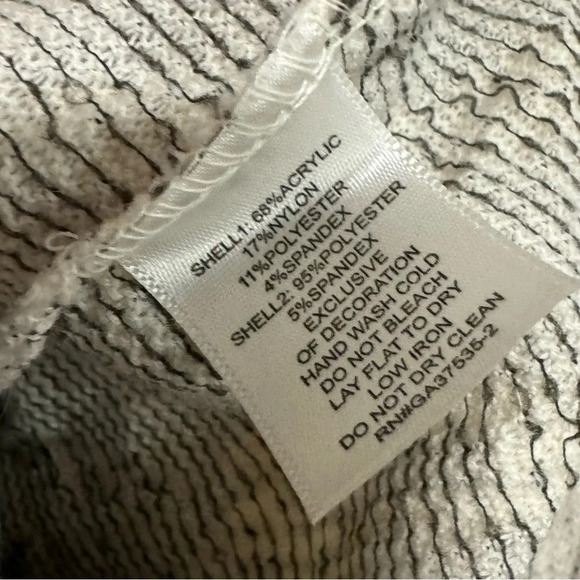 SHELL1: 68%ACRYLIC
17%NYLON
11%POLYESTER
4%SPANDEX
SHELL2: 95%POLYESTER
5%SPANDEX
EXCLUSIVE
OF DECORATION
HAND WASH COLD
DO NOT BLEACH
LAY FLAT TO DRY
LOW IRON
DO NOT DRY CLEAN
RN#GA37535-2